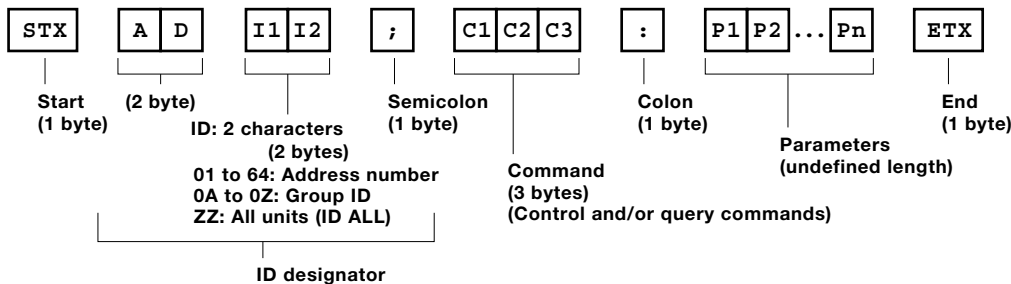 STX A D I1 I2 ; C1 C2 C3 : P1 P2 ... Pn ETX
Start
(1 byte)
(2 byte)
ID: 2 characters
(2 bytes)
01 to 64: Address number
0A to 0Z: Group ID
ZZ: All units (ID ALL)
Semicolon
(1 byte)
Command
(3 bytes)
(Control and/or query commands)
Colon
(1 byte)
Parameters
(undefined length)
End
(1 byte)
ID designator